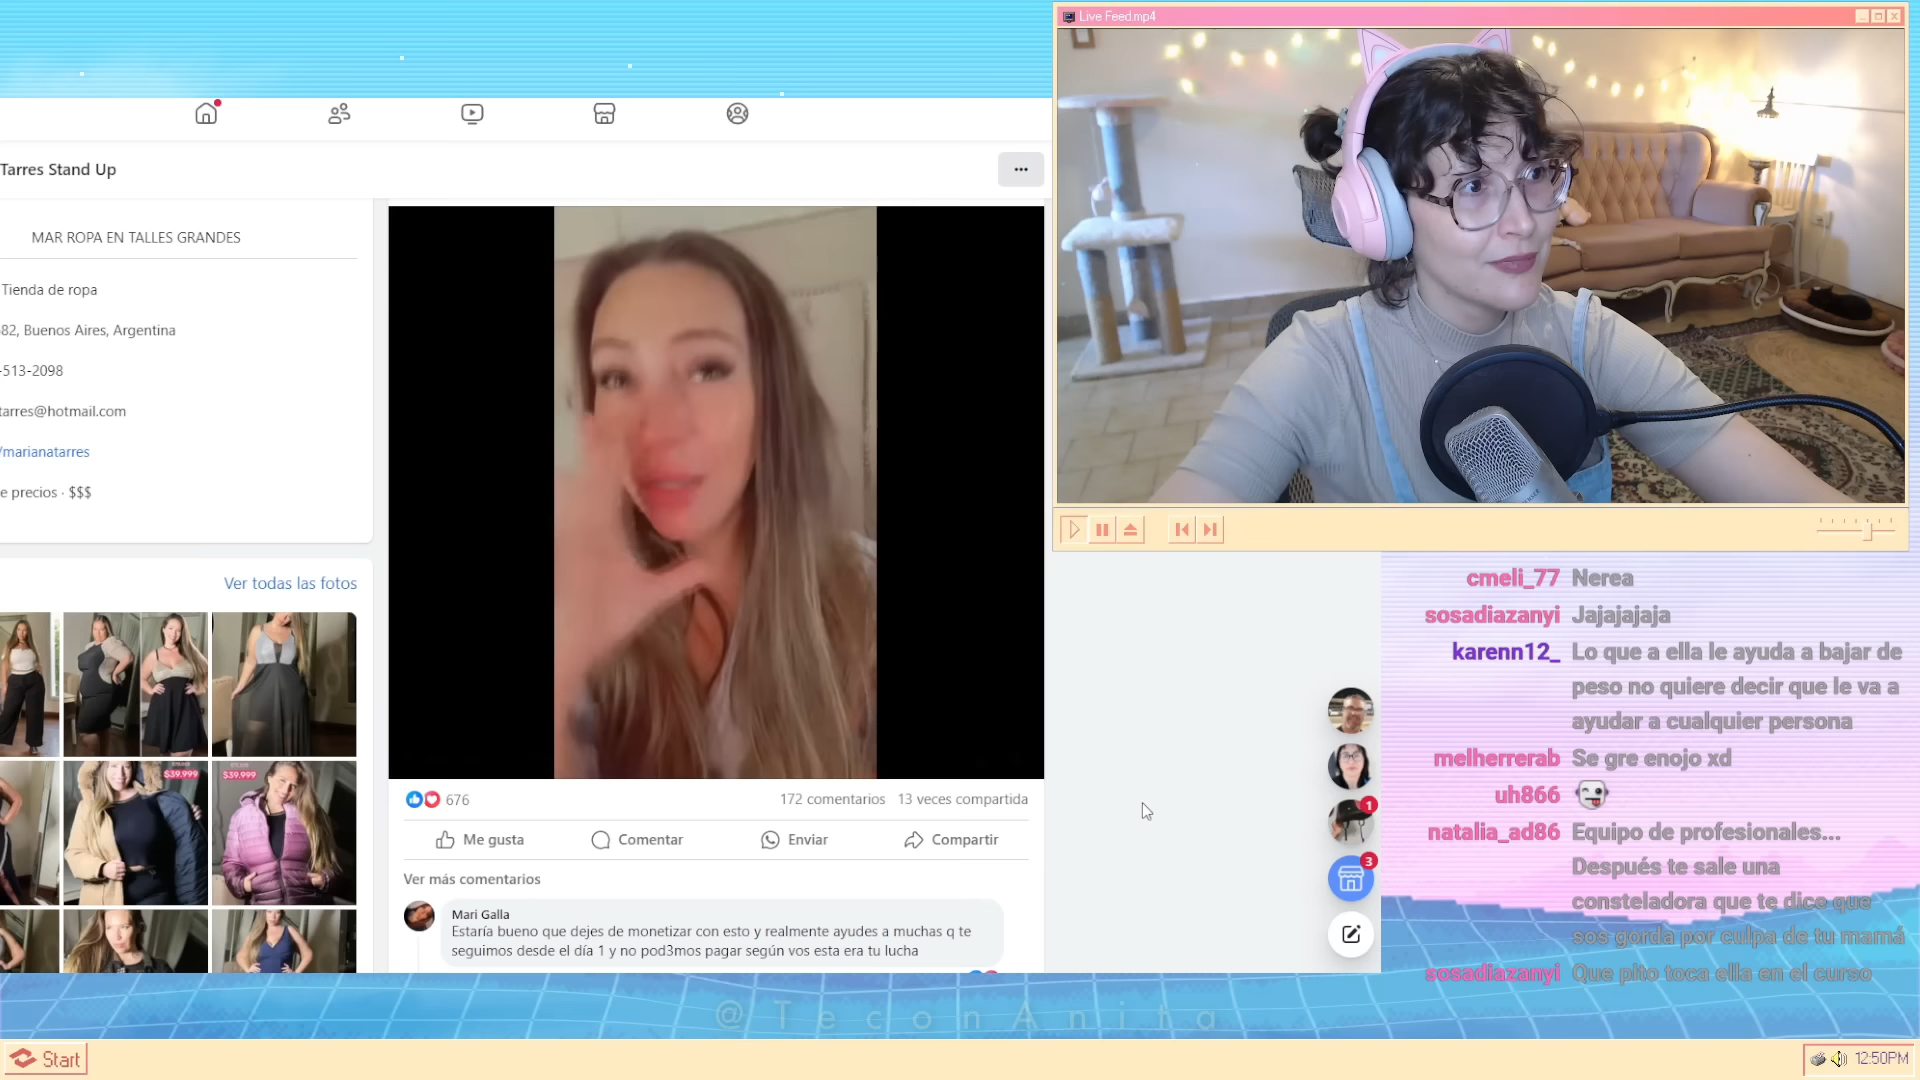 Live Feed.mp4
Tarres Stand Up
MAR ROPA EN TALLES GRANDES
Tienda de ropa
82, Buenos Aires, Argentina
-513-2098
tarres@hotmail.com
/marianatarres
e precios · $$$
Ver todas las fotos
$39.999
$39.999
676
172 comentarios
13 veces compartida
Me gusta
Comentar
Enviar
Compartir
Ver más comentarios
Mari Galla
Estaría bueno que dejes de monetizar con esto y realmente ayudes a muchas q te
seguimos desde el día 1 y no pod3mos pagar según vos esta era tu lucha
1
3
cmeli_77 Nerea
sosadiazanyi Jajajajaja
karenn12_ Lo que a ella le ayuda a bajar de
peso no quiere decir que le va a
ayudar a cualquier persona
melherrerab Se gre enojo xd
uh866
natalia_ad86 Equipo de profesionales...
Después te sale una
consteladora que te dice que
sos gorda por culpa de tu mamá
sosadiazanyi Que pito toca ella en el curso
@TeconAnita
Start
12:50PM